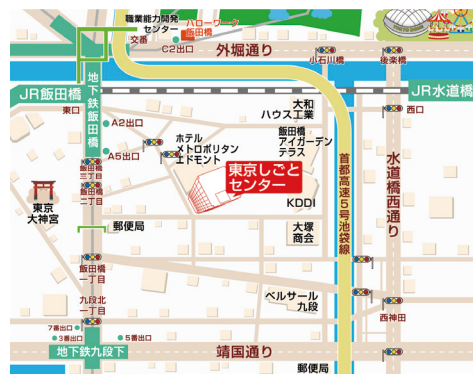 職業能力開発
センター
ハローワーク
飯田橋
交番
C2出口
外堀通り
小石川橋
後楽橋
地下鉄飯田橋
JR飯田橋
JR水道橋
東口
西口
A2出口
大和
ハウス工業
ホテル
メトロポリタン
エドモント
飯田橋
アイガーデン
テラス
A5出口
飯田橋
三丁目
飯田橋
二丁目
東京しごと
センター
首都高速5号池袋線
水道橋西通り
東京
大神宮
KDDI
郵便局
大塚
商会
飯田橋
一丁目
ベルサール
九段
九段北
一丁目
西神田
7番出口
3番出口
5番出口
地下鉄九段下
靖国通り
郵便局